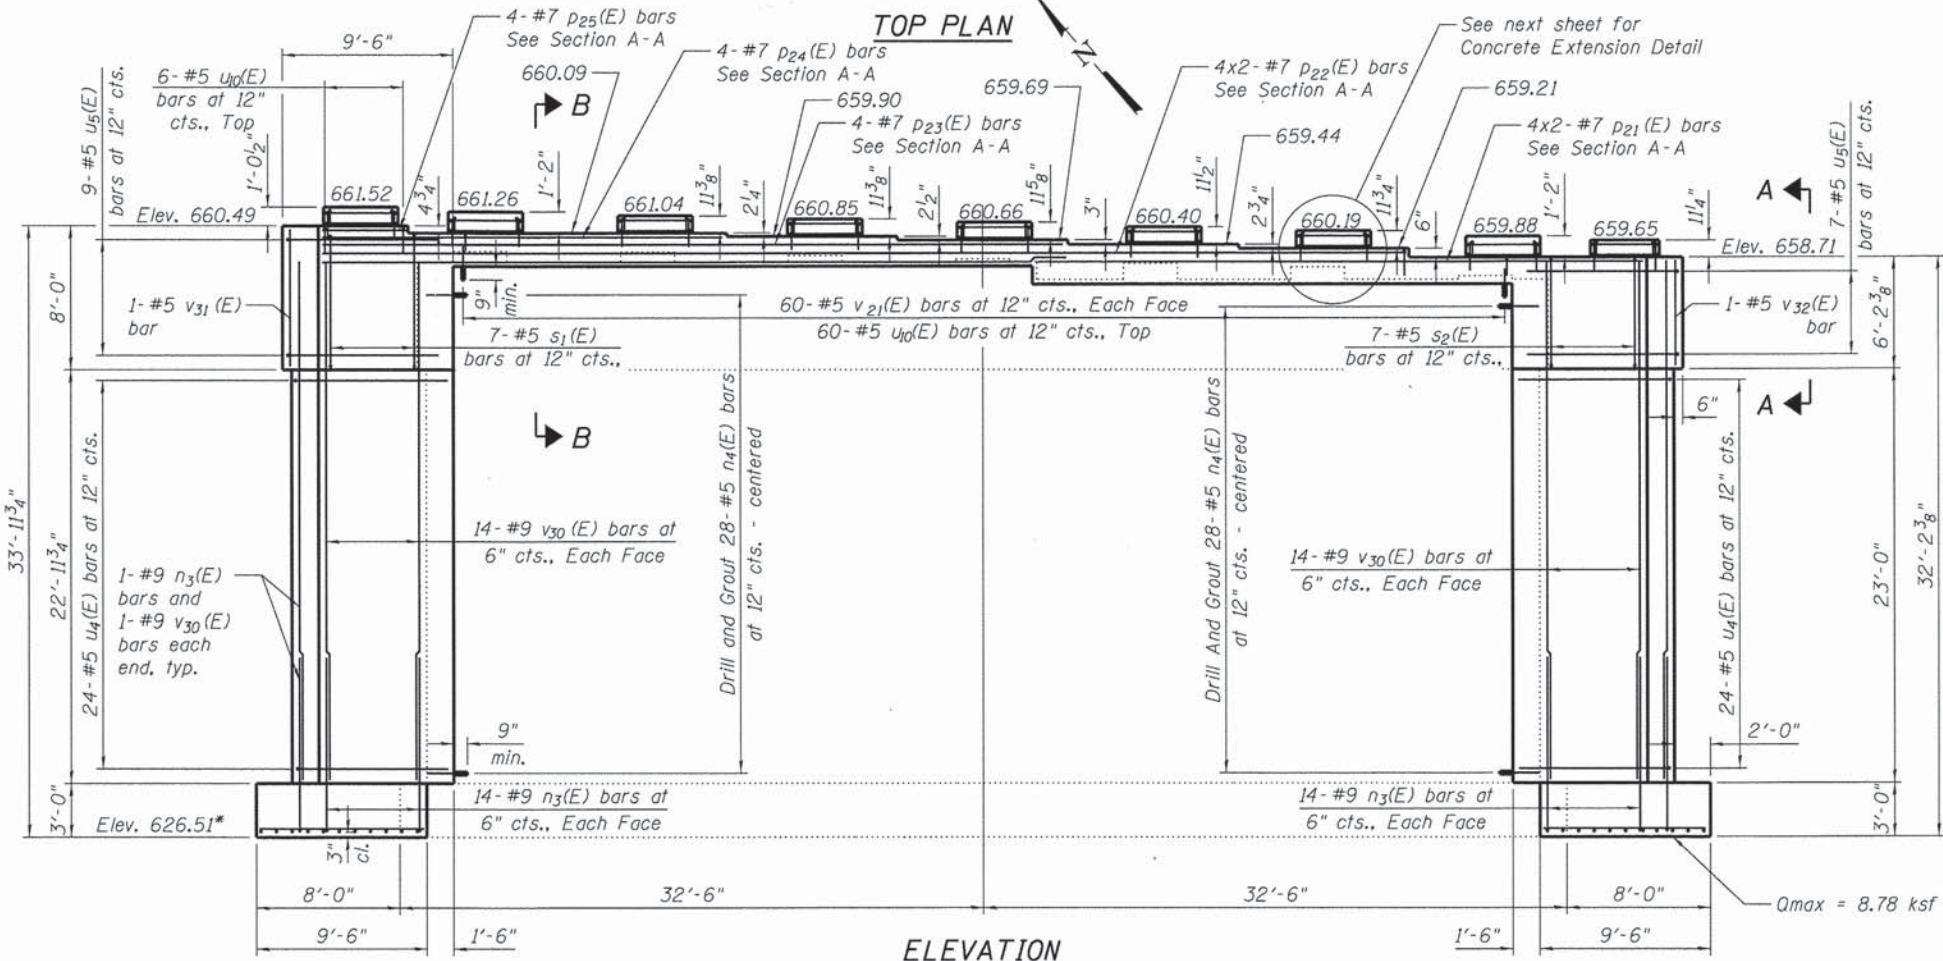 TOP PLAN
N
4-#7 p25(E) bars
See Section A-A
9'-6"
6-#5 u10(E)
bars at 12"
cts., Top
9-#5 u5(E)
bars at 12" cts.
660.09
B
4-#7 p24(E) bars
See Section A-A
659.90
4-#7 p23(E) bars
See Section A-A
659.69
4x2-#7 p22(E) bars
See Section A-A
659.44
See next sheet for
Concrete Extension Detail
659.21
4x2-#7 p21(E) bars
See Section A-A
7-#5 u5(E)
bars at 12" cts.
1'-0½"
4¾"
1'-2"
11⅜"
2¼"
11⅜"
2½"
11⅝"
3"
11½"
2¾"
11¾"
6"
1'-2"
11¼"
A
Elev. 660.49
661.52
661.26
661.04
660.85
660.66
660.40
660.19
659.88
659.65
Elev. 658.71
8'-0"
1-#5 v31(E)
bar
9"
min.
60-#5 v21(E) bars at 12" cts., Each Face
60-#5 u10(E) bars at 12" cts., Top
7-#5 s1(E)
bars at 12" cts.,
7-#5 s2(E)
bars at 12" cts.,
1-#5 v32(E)
bar
6'-2⅜"
B
A
6"
33'-11¾"
22'-11¾"
24-#5 u4(E) bars at 12" cts.
14-#9 v30(E) bars at
6" cts., Each Face
1-#9 n3(E)
bars and
1-#9 v30(E)
bars each
end, typ.
Drill and Grout 28-#5 n4(E) bars
at 12" cts. - centered
Drill And Grout 28-#5 n4(E) bars
at 12" cts. - centered
14-#9 v30(E) bars at
6" cts., Each Face
24-#5 u4(E) bars at 12" cts.
23'-0"
32'-2⅜"
9"
min.
2'-0"
3'-0"
Elev. 626.51*
3"
cl.
14-#9 n3(E) bars at
6" cts., Each Face
14-#9 n3(E) bars at
6" cts., Each Face
3'-0"
8'-0"
32'-6"
32'-6"
8'-0"
Qmax = 8.78 ksf
9'-6"
1'-6"
1'-6"
9'-6"
ELEVATION